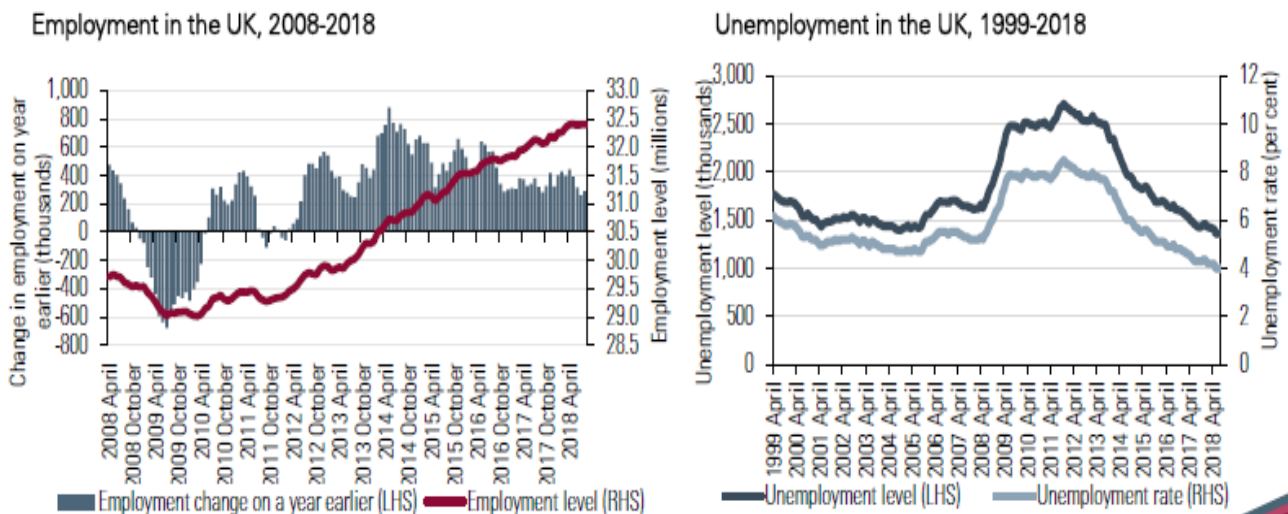 Employment in the UK, 2008-2018
Change in employment on year
earlier (thousands)
1,000
800
600
400
200
0
-200
-400
-600
-800
33.0
32.5
32.0
31.5
31.0
30.5
30.0
29.5
29.0
28.5
Employment level (millions)
2008 April
2008 October
2009 April
2009 October
2010 April
2010 October
2011 April
2011 October
2012 April
2012 October
2013 April
2013 October
2014 April
2014 October
2015 April
2015 October
2016 April
2016 October
2017 April
2017 October
2018 April
Employment change on a year earlier (LHS)
Employment level (RHS)
Unemployment in the UK, 1999-2018
Unemployment level (thousands)
3,000
2,500
2,000
1,500
1,000
500
0
12
10
8
6
4
2
0
Unemployment rate (per cent)
1999 April
2000 April
2001 April
2002 April
2003 April
2004 April
2005 April
2006 April
2007 April
2008 April
2009 April
2010 April
2011 April
2012 April
2013 April
2014 April
2015 April
2016 April
2017 April
2018 April
Unemployment level (LHS)
Unemployment rate (RHS)